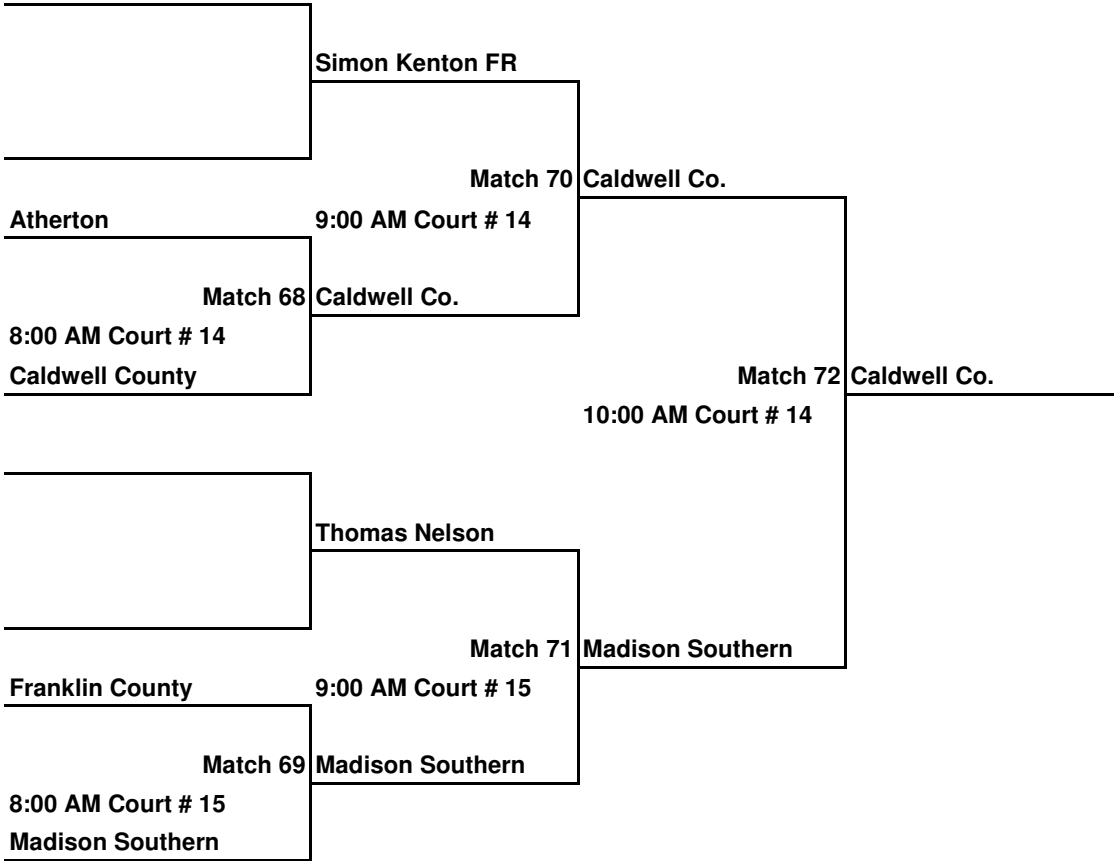 Simon Kenton FR
Match 70 Caldwell Co.
Atherton 9:00 AM Court # 14
Match 68 Caldwell Co.
8:00 AM Court # 14
Caldwell County
Match 72 Caldwell Co.
10:00 AM Court # 14
Thomas Nelson
Match 71 Madison Southern
Franklin County 9:00 AM Court # 15
Match 69 Madison Southern
8:00 AM Court # 15
Madison Southern